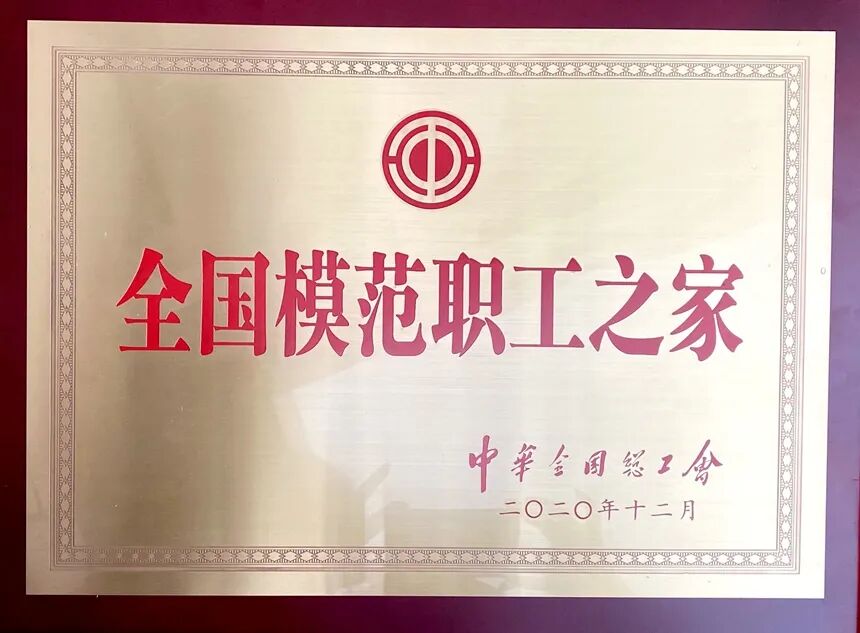 全国模范职工之家
中华全国总工会
二〇二〇年十二月